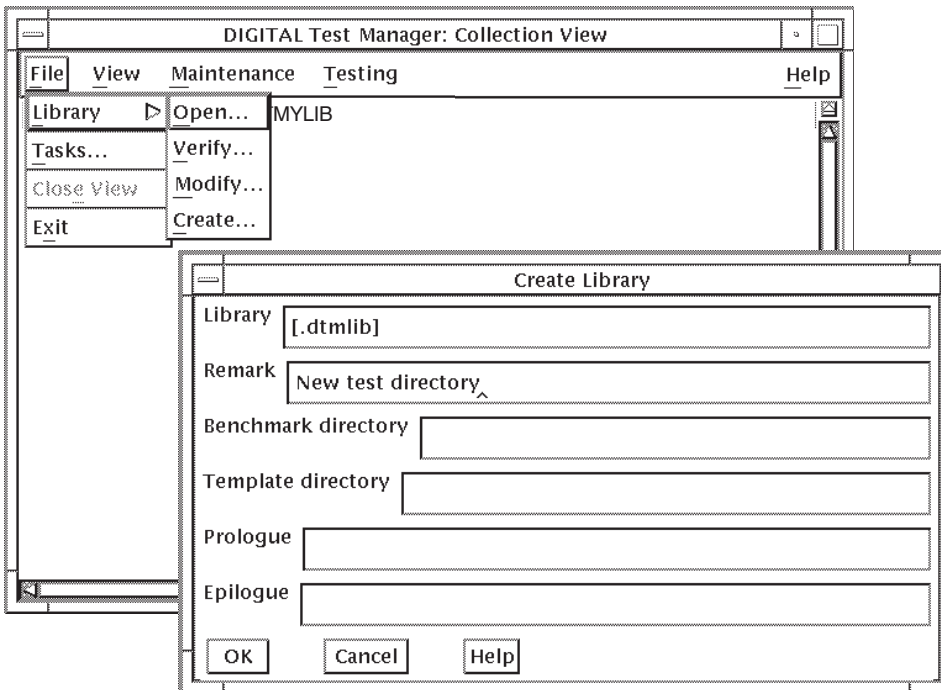 DIGITAL Test Manager: Collection View
File View Maintenance Testing Help
Library Open... MYLIB
Tasks... Verify...
Close View Modify...
Exit Create...
Create Library
Library [.dtmlib]
Remark New test directory
Benchmark directory
Template directory
Prologue
Epilogue
OK Cancel Help